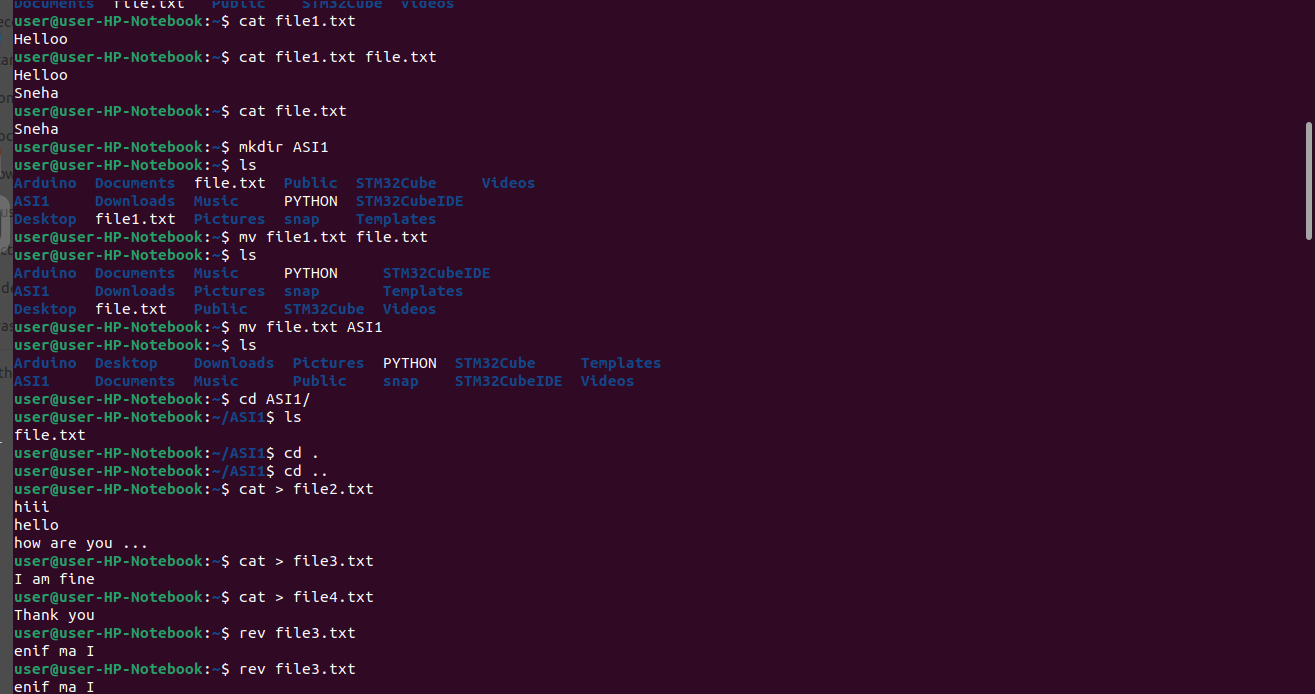 Documents  file.txt   Public   STM32Cube  Videos
user@user-HP-Notebook:~$ cat file1.txt
Helloo
user@user-HP-Notebook:~$ cat file1.txt file.txt
Helloo
Sneha
user@user-HP-Notebook:~$ cat file.txt
Sneha
user@user-HP-Notebook:~$ mkdir ASI1
user@user-HP-Notebook:~$ ls
Arduino  Documents  file.txt  Public  STM32Cube     Videos
ASI1     Downloads  Music     PYTHON  STM32CubeIDE
Desktop  file1.txt  Pictures  snap    Templates
user@user-HP-Notebook:~$ mv file1.txt file.txt
user@user-HP-Notebook:~$ ls
Arduino  Documents  Music     PYTHON     STM32CubeIDE
ASI1     Downloads  Pictures  snap       Templates
Desktop  file.txt   Public    STM32Cube  Videos
user@user-HP-Notebook:~$ mv file.txt ASI1
user@user-HP-Notebook:~$ ls
Arduino  Desktop    Downloads  Pictures  PYTHON  STM32Cube     Templates
ASI1     Documents  Music      Public    snap    STM32CubeIDE  Videos
user@user-HP-Notebook:~$ cd ASI1/
user@user-HP-Notebook:~/ASI1$ ls
file.txt
user@user-HP-Notebook:~/ASI1$ cd .
user@user-HP-Notebook:~/ASI1$ cd ..
user@user-HP-Notebook:~$ cat > file2.txt
hiii
hello
how are you ...
user@user-HP-Notebook:~$ cat > file3.txt
I am fine
user@user-HP-Notebook:~$ cat > file4.txt
Thank you
user@user-HP-Notebook:~$ rev file3.txt
enif ma I
user@user-HP-Notebook:~$ rev file3.txt
enif ma I